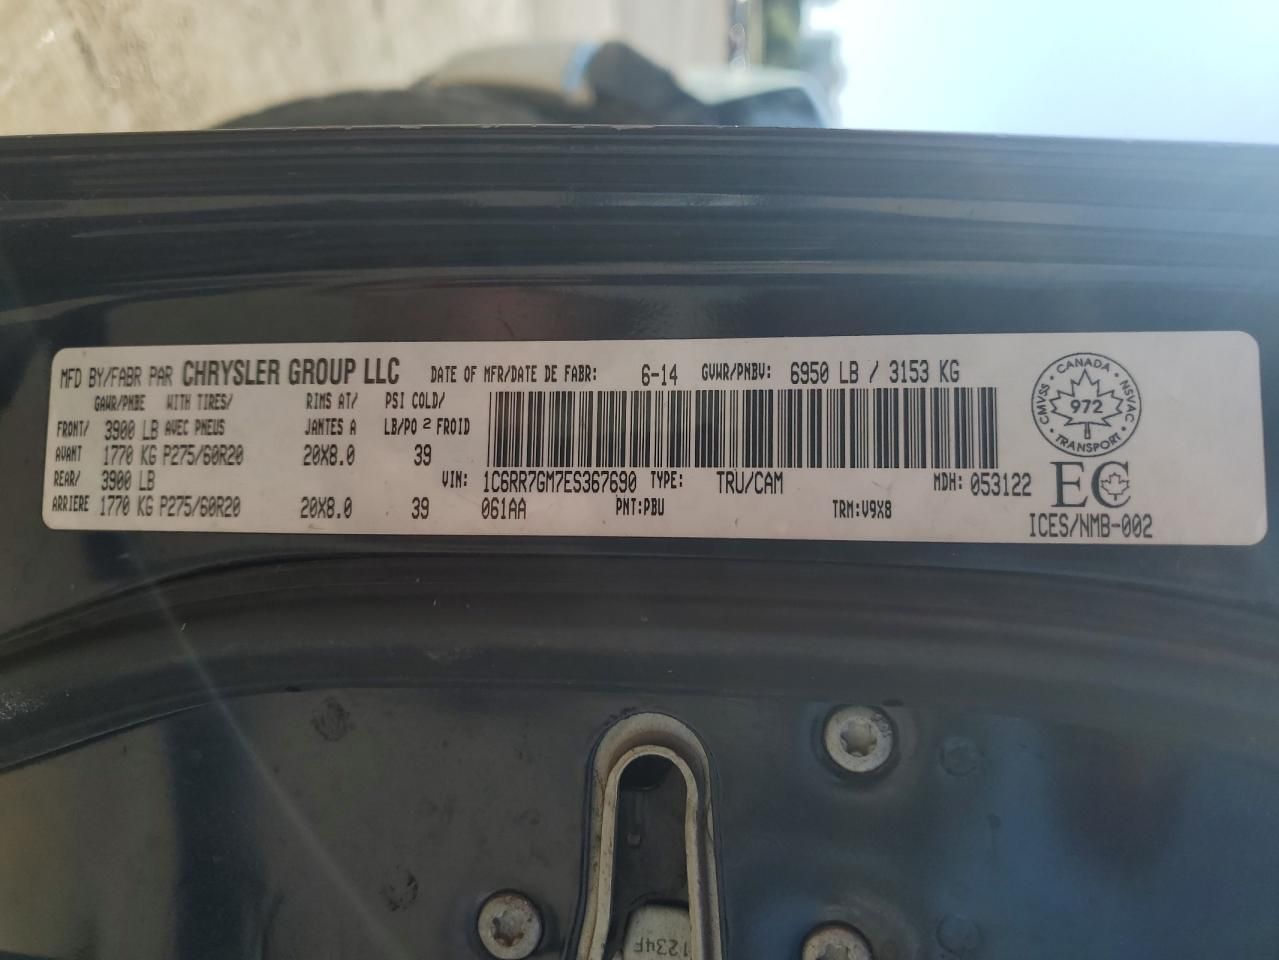 MFD BY/FABR PAR CHRYSLER GROUP LLC DATE OF MFR/DATE DE FABR: 6-14 GVWR/PNBV: 6950 LB / 3153 KG
GAWR/PNBE WITH TIRES/ RIMS AT/ PSI COLD/
FRONT/ 3900 LB AVEC PNEUS JANTES A LB/PO 2 FROID
AVANT 1770 KG P275/60R20 20X8.0 39
REAR/ 3900 LB VIN: 1C6RR7GM7ES367690 TYPE: TRU/CAM MDH: 053122
ARRIERE 1770 KG P275/60R20 20X8.0 39 061AA PNT:PBU TRM:V9X8
CANADA
CMVSS NSVAC
972
TRANSPORT
EC
ICES/NMB-002
1234F